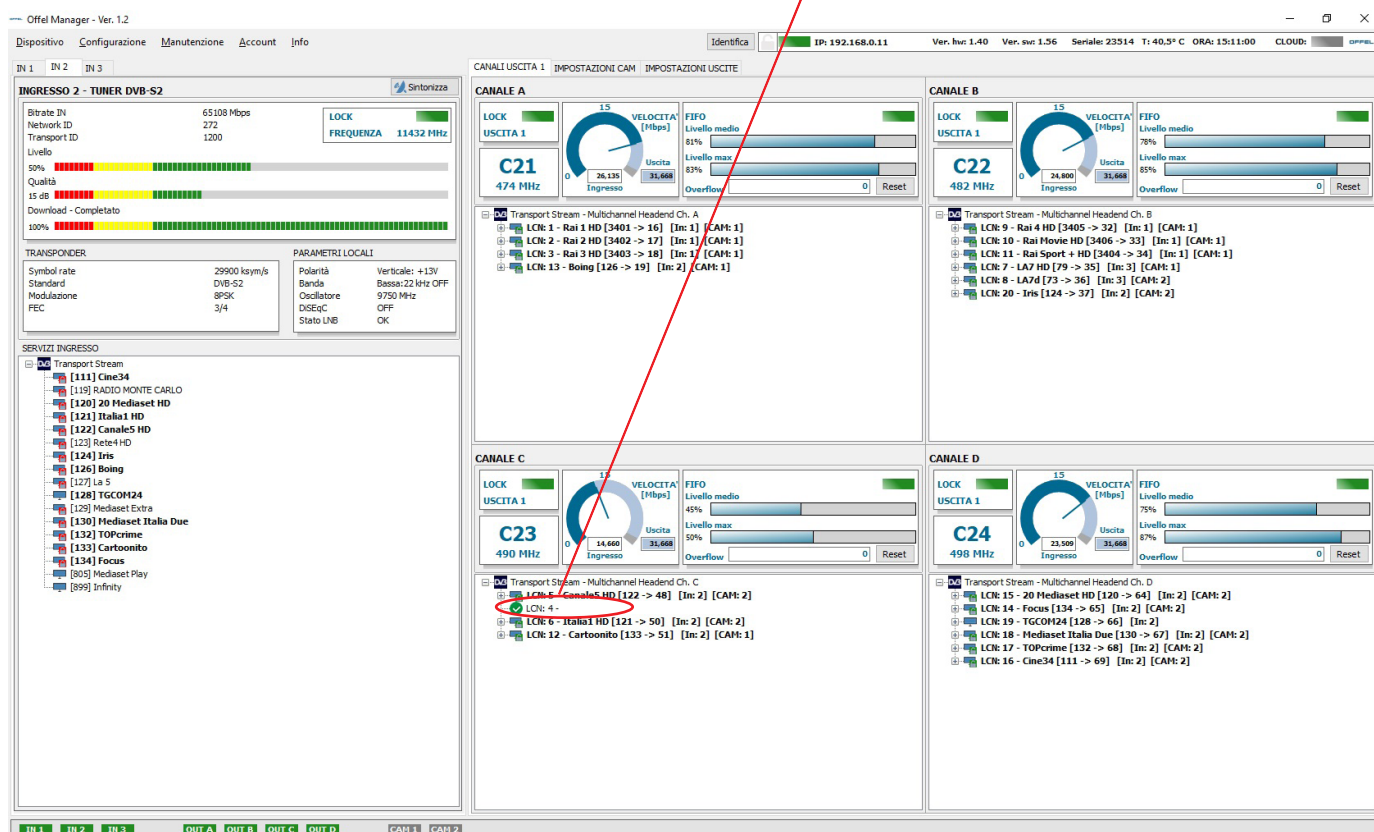 Offel Manager - Ver. 1.2
Dispositivo Configurazione Manutenzione Account Info
Identifica IP: 192.168.0.11 Ver. hw: 1.40 Ver. sw: 1.56 Seriale: 23514 T: 40,5° C ORA: 15:11:00 CLOUD: OFFEL
IN 1 IN 2 IN 3
INGRESSO 2 - TUNER DVB-S2 Sintonizza
Bitrate IN 65108 Mbps
Network ID 272
Transport ID 1200
LOCK
FREQUENZA 11432 MHz
Livello
50%
Qualità
15 dB
Download - Completato
100%
TRANSPONDER
Symbol rate 29900 ksym/s
Standard DVB-S2
Modulazione 8PSK
FEC 3/4
PARAMETRI LOCALI
Polarità Verticale: +13V
Banda Bassa:22 kHz OFF
Oscillatore 9750 MHz
DiSEqC OFF
Stato LNB OK
SERVIZI INGRESSO
DVB Transport Stream
[111] Cine34
[119] RADIO MONTE CARLO
[120] 20 Mediaset HD
[121] Italia1 HD
[122] Canale5 HD
[123] Rete4 HD
[124] Iris
[126] Boing
[127] La 5
[128] TGCOM24
[129] Mediaset Extra
[130] Mediaset Italia Due
[132] TOPcrime
[133] Cartoonito
[134] Focus
[805] Mediaset Play
[899] Infinity
CANALI USCITA 1 IMPOSTAZIONI CAM IMPOSTAZIONI USCITE
CANALE A
LOCK
USCITA 1
C21
474 MHz
15
VELOCITA'
[Mbps]
Uscita
0 26,135 31,668
Ingresso
FIFO
Livello medio
81%
Livello max
83%
Overflow 0 Reset
DVB Transport Stream - Multichannel Headend Ch. A
LCN: 1 - Rai 1 HD [3401 -> 16] [In: 1] [CAM: 1]
LCN: 2 - Rai 2 HD [3402 -> 17] [In: 1] [CAM: 1]
LCN: 3 - Rai 3 HD [3403 -> 18] [In: 1] [CAM: 1]
LCN: 13 - Boing [126 -> 19] [In: 2] [CAM: 1]
CANALE B
LOCK
USCITA 1
C22
482 MHz
15
VELOCITA'
[Mbps]
Uscita
0 24,800 31,668
Ingresso
FIFO
Livello medio
78%
Livello max
85%
Overflow 0 Reset
DVB Transport Stream - Multichannel Headend Ch. B
LCN: 9 - Rai 4 HD [3405 -> 32] [In: 1] [CAM: 1]
LCN: 10 - Rai Movie HD [3406 -> 33] [In: 1] [CAM: 1]
LCN: 11 - Rai Sport + HD [3404 -> 34] [In: 1] [CAM: 1]
LCN: 7 - LA7 HD [79 -> 35] [In: 3] [CAM: 1]
LCN: 8 - LA7d [73 -> 36] [In: 3] [CAM: 2]
LCN: 20 - Iris [124 -> 37] [In: 2] [CAM: 2]
CANALE C
LOCK
USCITA 1
C23
490 MHz
15
VELOCITA'
[Mbps]
Uscita
0 14,660 31,668
Ingresso
FIFO
Livello medio
45%
Livello max
50%
Overflow 0 Reset
DVB Transport Stream - Multichannel Headend Ch. C
LCN: 5 - Canale5 HD [122 -> 48] [In: 2] [CAM: 2]
LCN: 4 -
LCN: 6 - Italia1 HD [121 -> 50] [In: 2] [CAM: 2]
LCN: 12 - Cartoonito [133 -> 51] [In: 2] [CAM: 1]
CANALE D
LOCK
USCITA 1
C24
498 MHz
15
VELOCITA'
[Mbps]
Uscita
0 23,509 31,668
Ingresso
FIFO
Livello medio
75%
Livello max
87%
Overflow 0 Reset
DVB Transport Stream - Multichannel Headend Ch. D
LCN: 15 - 20 Mediaset HD [120 -> 64] [In: 2] [CAM: 2]
LCN: 14 - Focus [134 -> 65] [In: 2] [CAM: 2]
LCN: 19 - TGCOM24 [128 -> 66] [In: 2]
LCN: 18 - Mediaset Italia Due [130 -> 67] [In: 2] [CAM: 2]
LCN: 17 - TOPcrime [132 -> 68] [In: 2] [CAM: 2]
LCN: 16 - Cine34 [111 -> 69] [In: 2] [CAM: 2]
IN 1 IN 2 IN 3 OUT A OUT B OUT C OUT D CAM 1 CAM 2